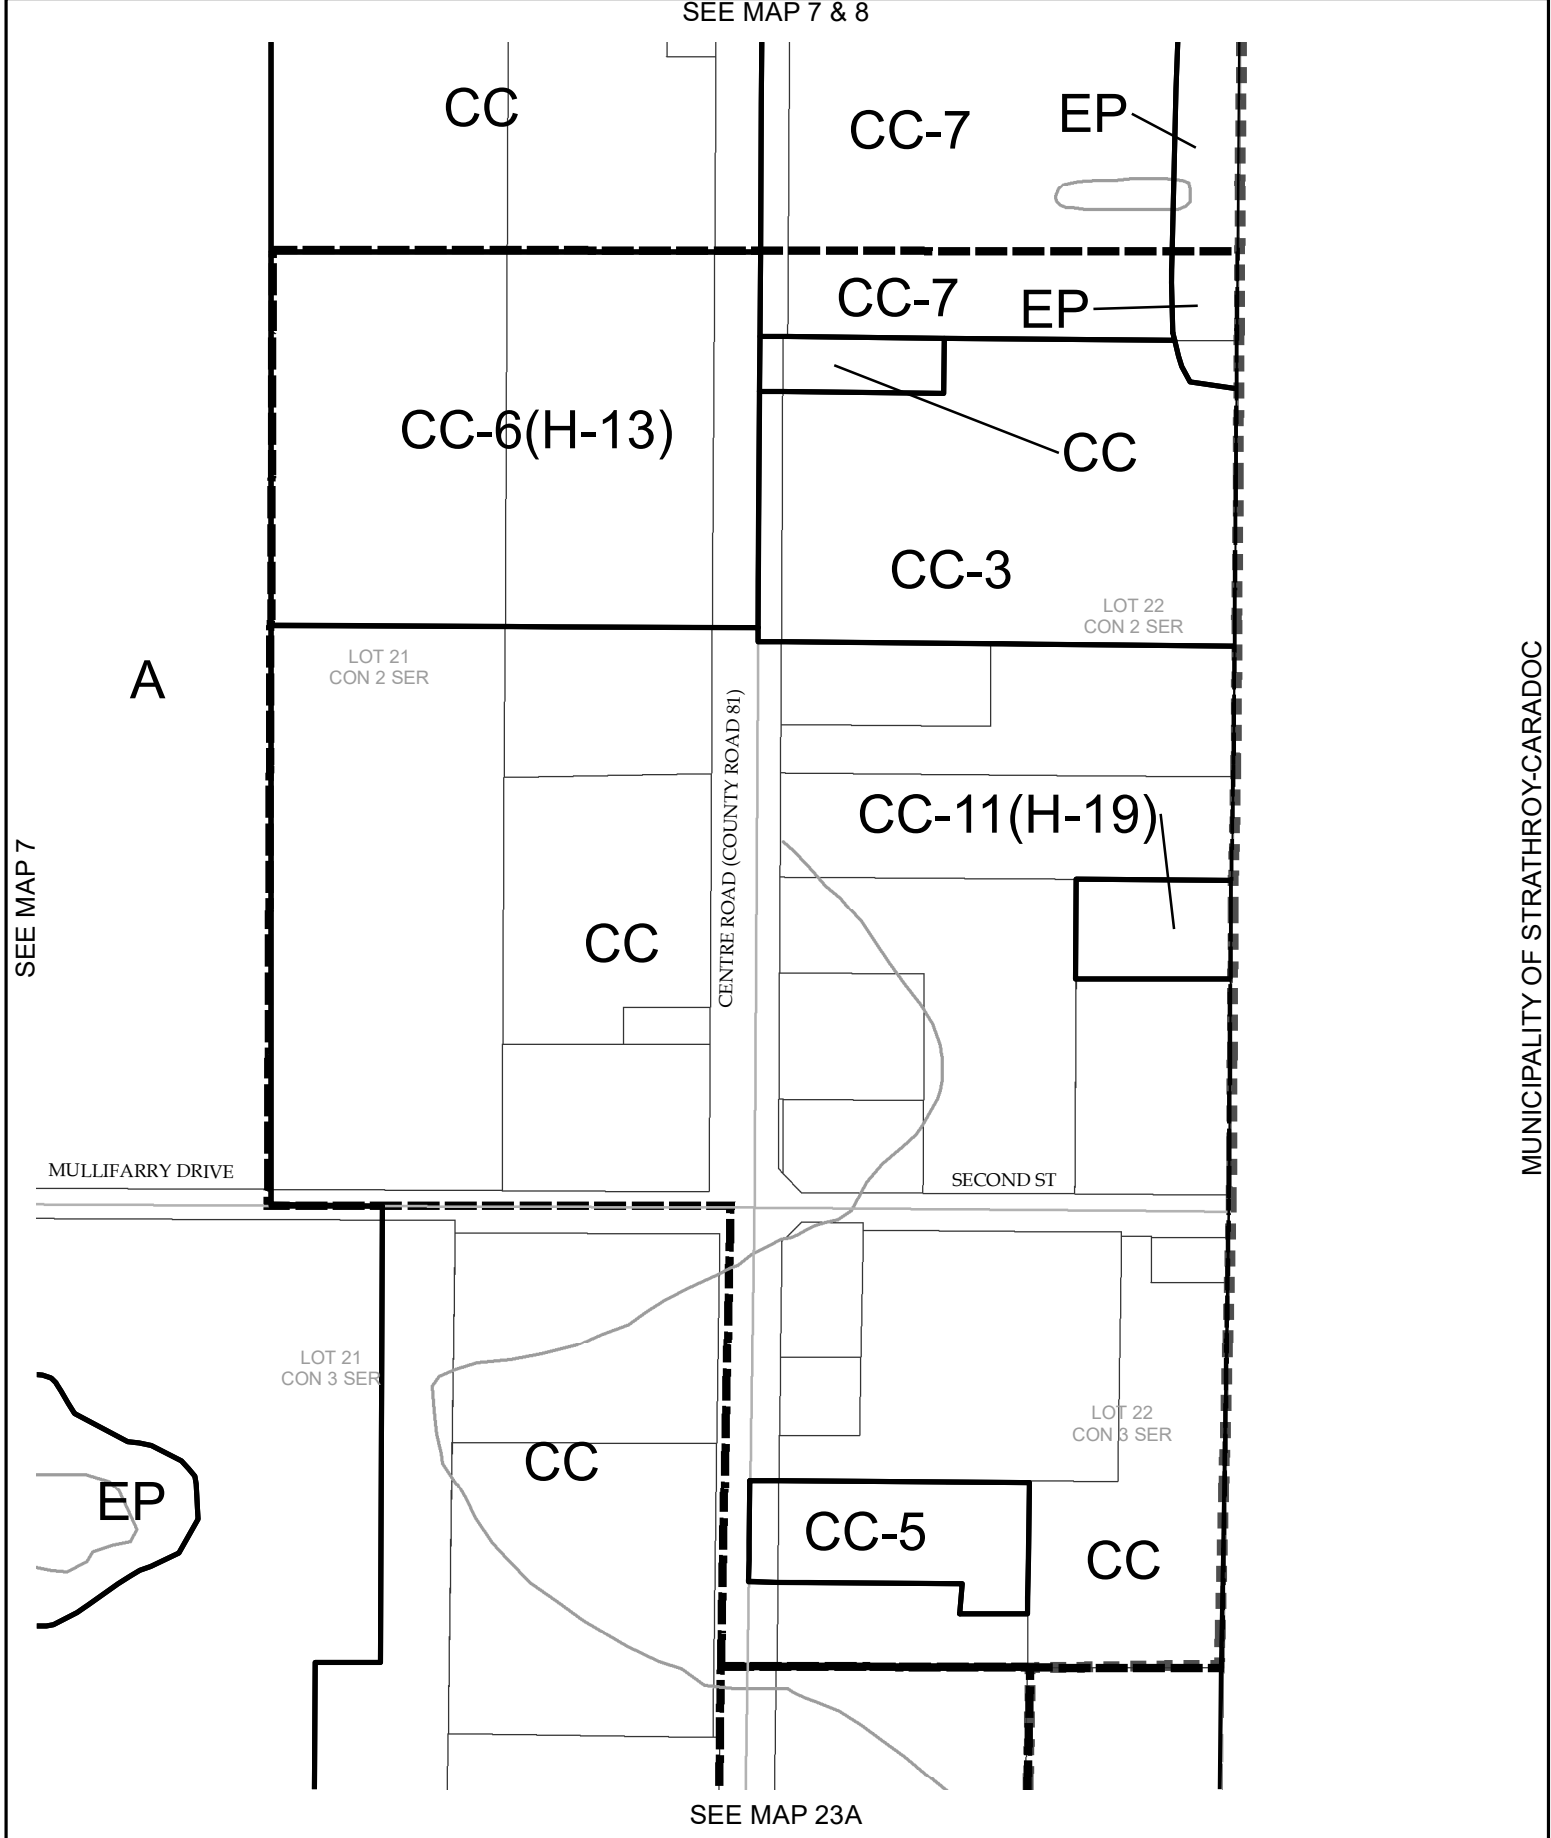 SEE MAP 7 & 8
CC
CC-7
EP
CC-7
EP
CC-6(H-13)
CC
CC-3
LOT 22
CON 2 SER
LOT 21
CON 2 SER
A
CENTRE ROAD (COUNTY ROAD 81)
CC-11(H-19)
SEE MAP 7
MUNICIPALITY OF STRATHROY-CARADOC
CC
MULLIFARRY DRIVE
SECOND ST
LOT 21
CON 3 SER
LOT 22
CON 3 SER
CC
EP
CC-5
CC
SEE MAP 23A